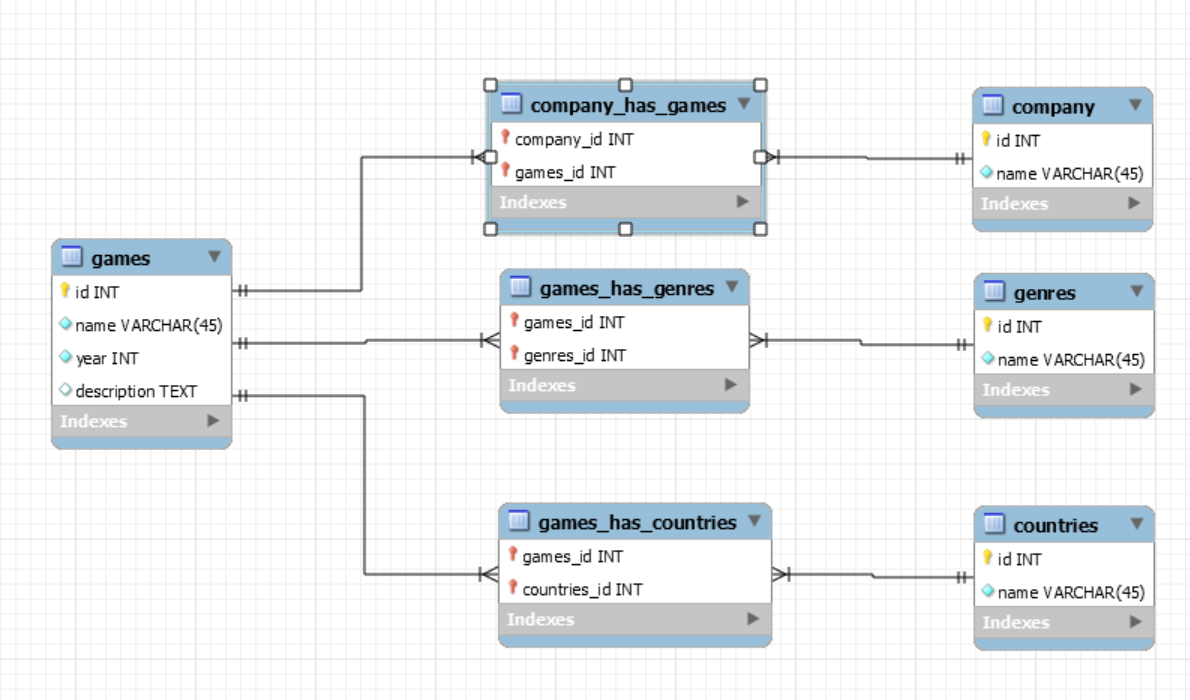 company_has_games
company_id INT
games_id INT
Indexes
company
id INT
name VARCHAR(45)
Indexes
games
id INT
name VARCHAR(45)
year INT
description TEXT
Indexes
games_has_genres
games_id INT
genres_id INT
Indexes
genres
id INT
name VARCHAR(45)
Indexes
games_has_countries
games_id INT
countries_id INT
Indexes
countries
id INT
name VARCHAR(45)
Indexes